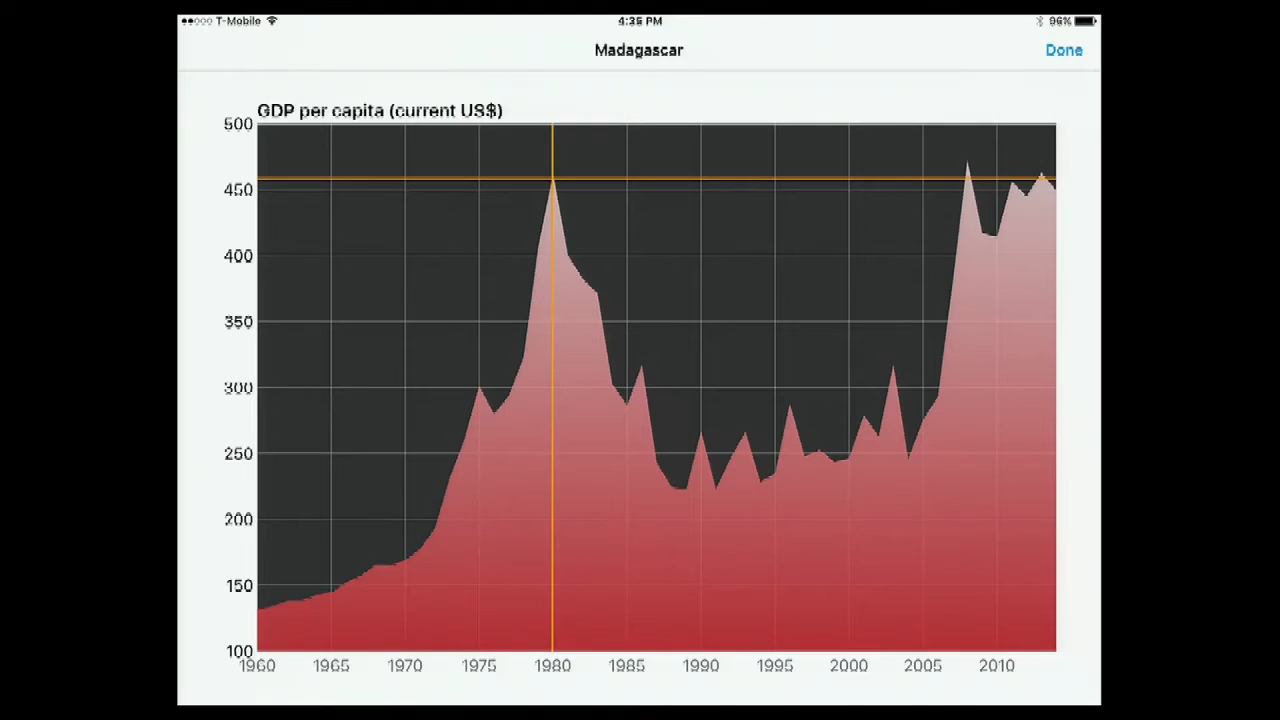 T-Mobile 4:35 PM 96%
Madagascar Done
GDP per capita (current US$)
500
450
400
350
300
250
200
150
100
1960 1965 1970 1975 1980 1985 1990 1995 2000 2005 2010